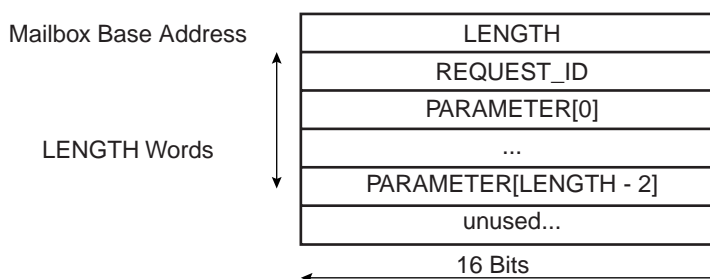 Mailbox Base Address
LENGTH
REQUEST_ID
PARAMETER[0]
LENGTH Words
...
PARAMETER[LENGTH - 2]
unused...
16 Bits